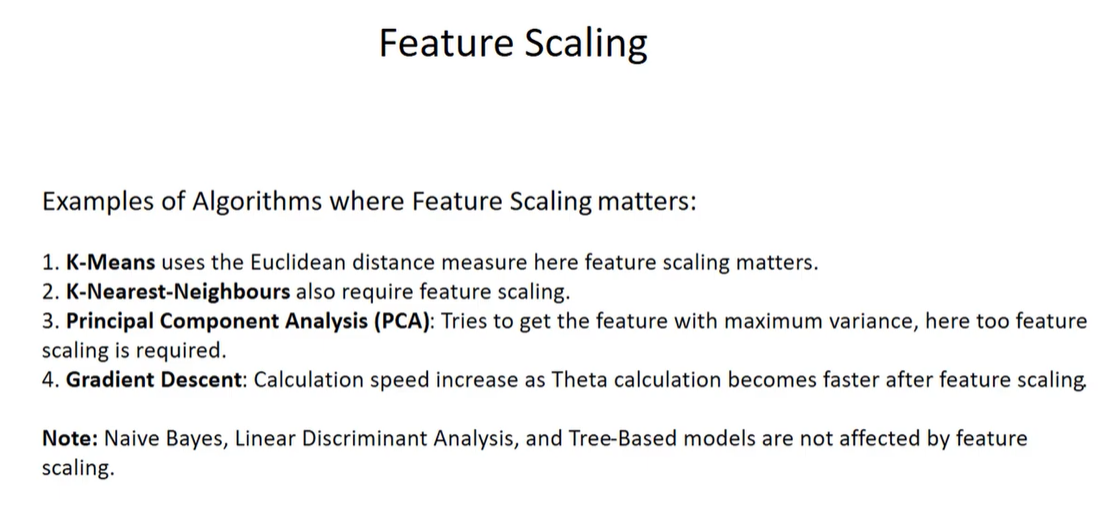 Feature Scaling
Examples of Algorithms where Feature Scaling matters:
1. K-Means uses the Euclidean distance measure here feature scaling matters.
2. K-Nearest-Neighbours also require feature scaling.
3. Principal Component Analysis (PCA): Tries to get the feature with maximum variance, here too feature
scaling is required.
4. Gradient Descent: Calculation speed increase as Theta calculation becomes faster after feature scaling.
Note: Naive Bayes, Linear Discriminant Analysis, and Tree-Based models are not affected by feature
scaling.